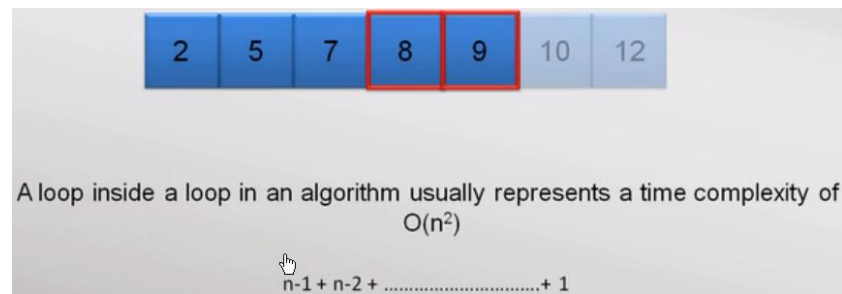 2 5 7 8 9 10 12
A loop inside a loop in an algorithm usually represents a time complexity of
O(n²)
n-1 + n-2 + ...............................+ 1